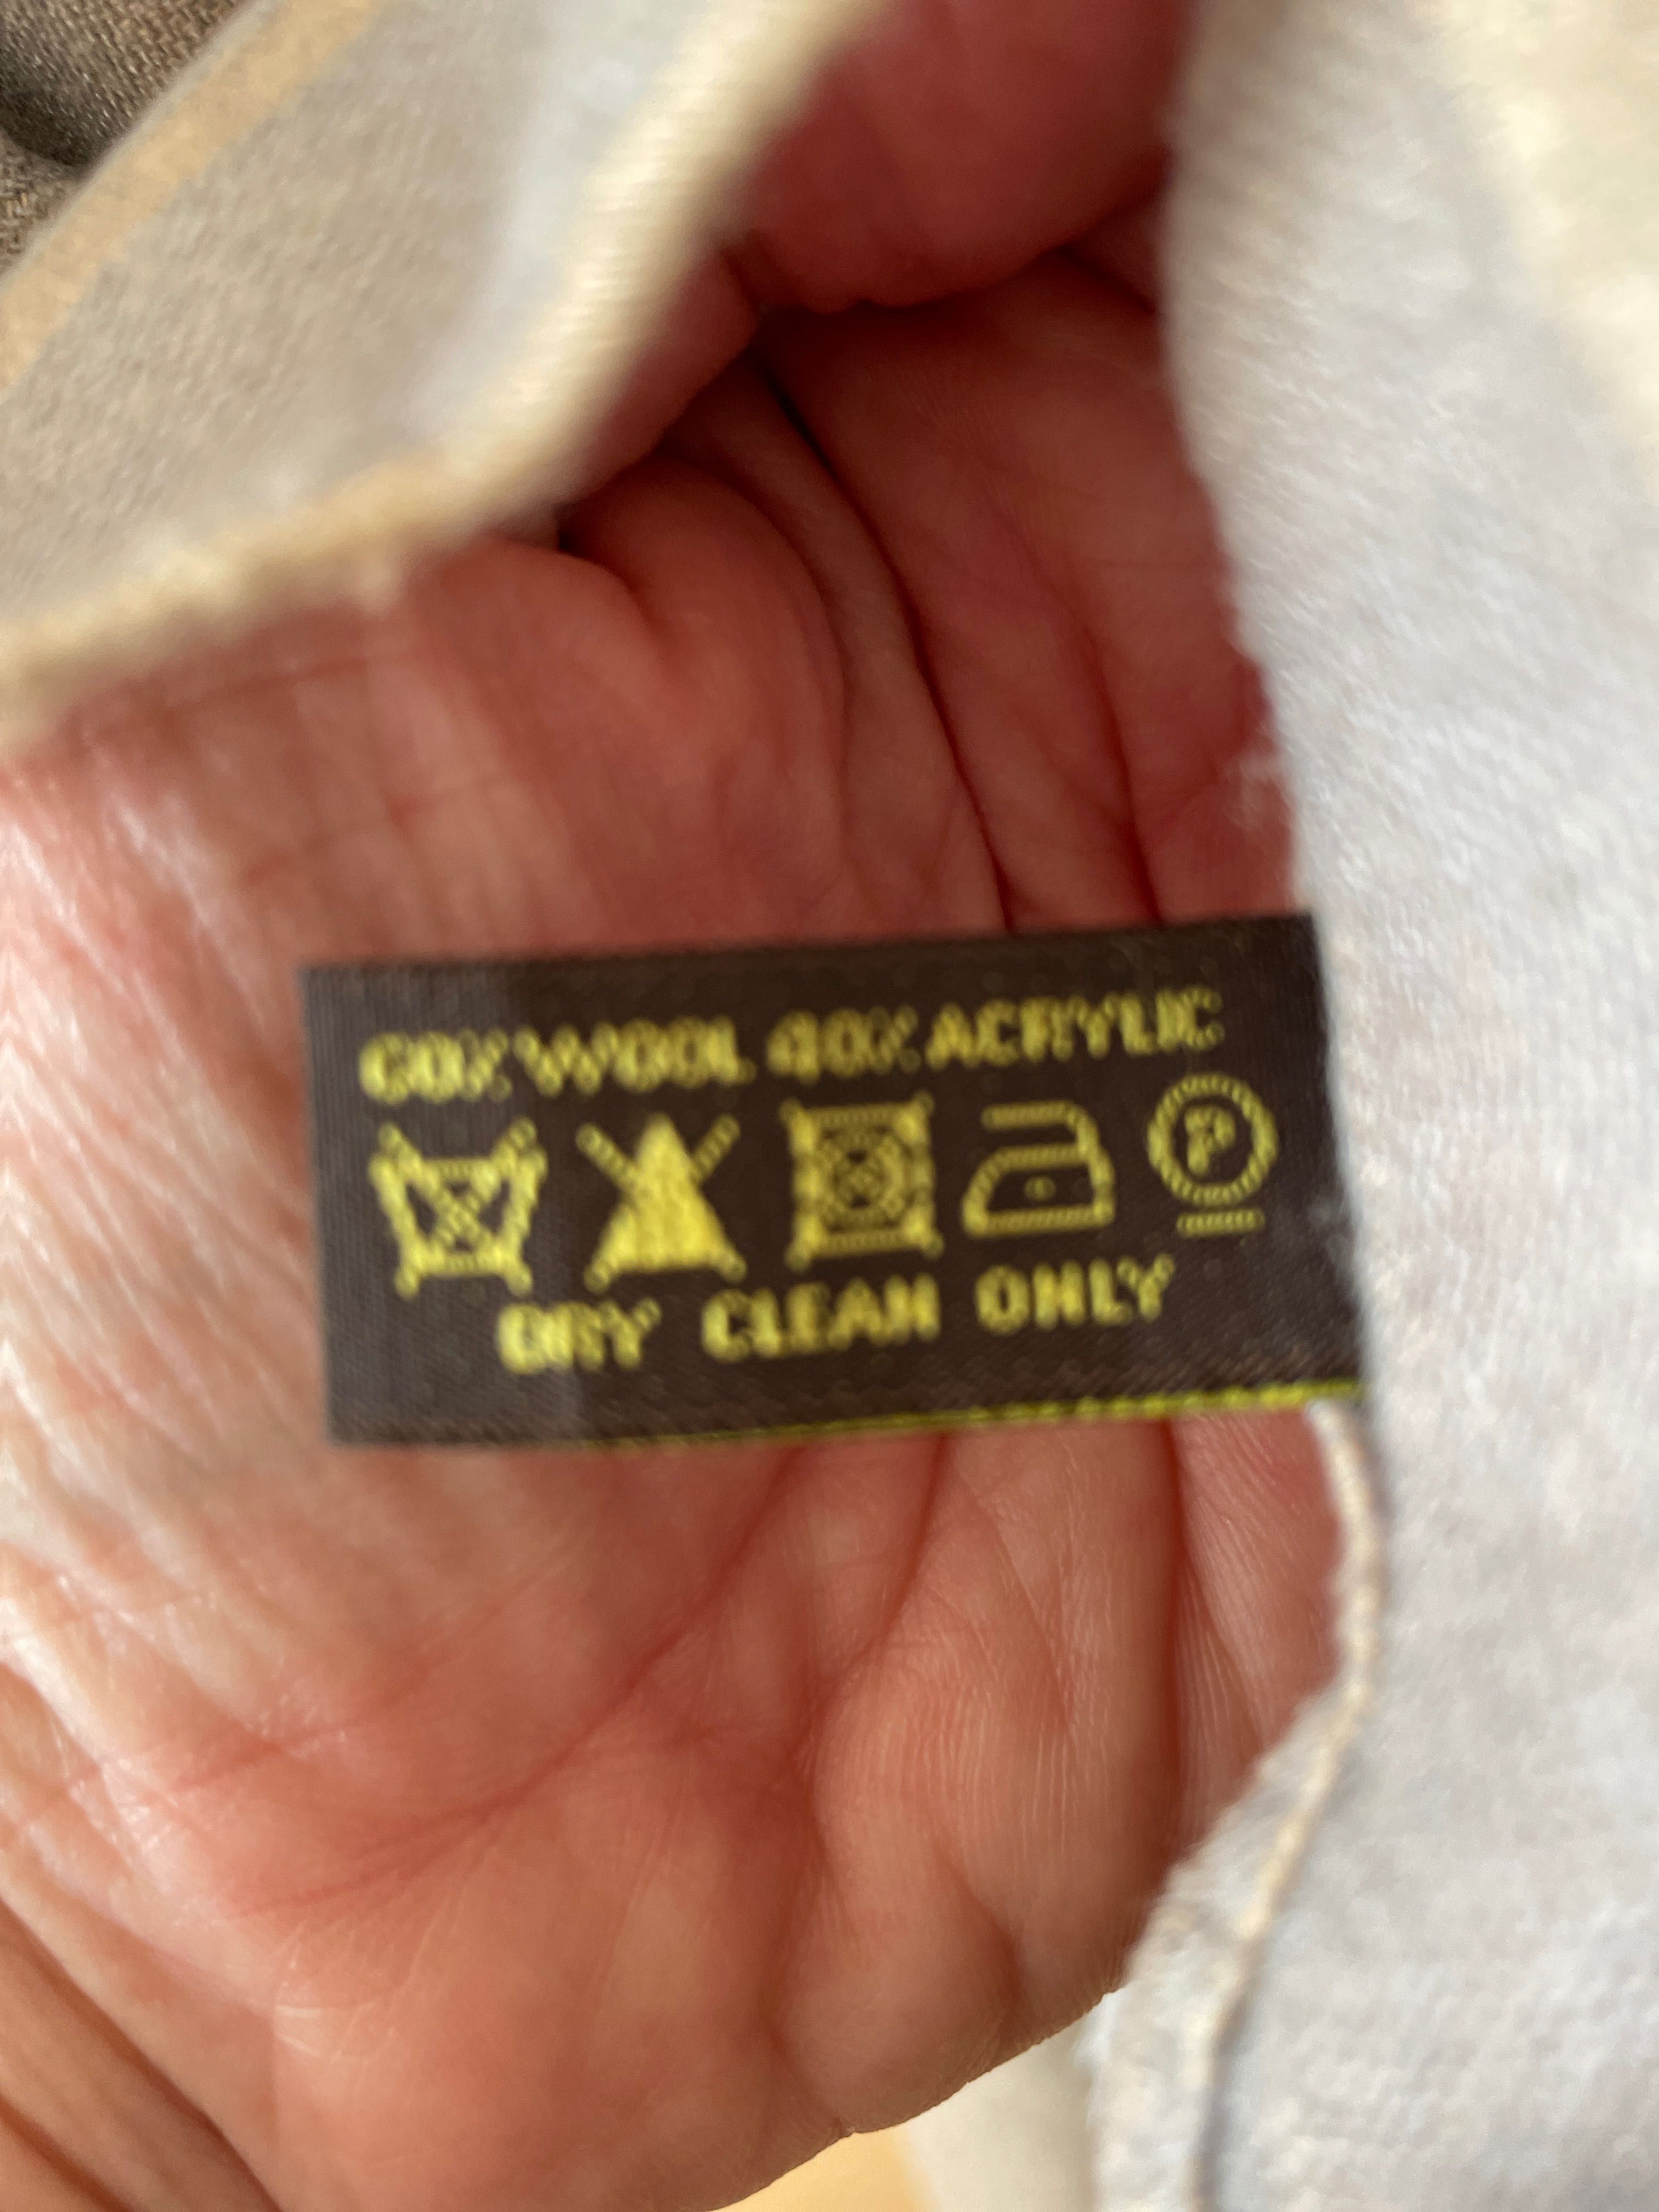 60% WOOL 40% ACRYLIC
P
DRY CLEAN ONLY